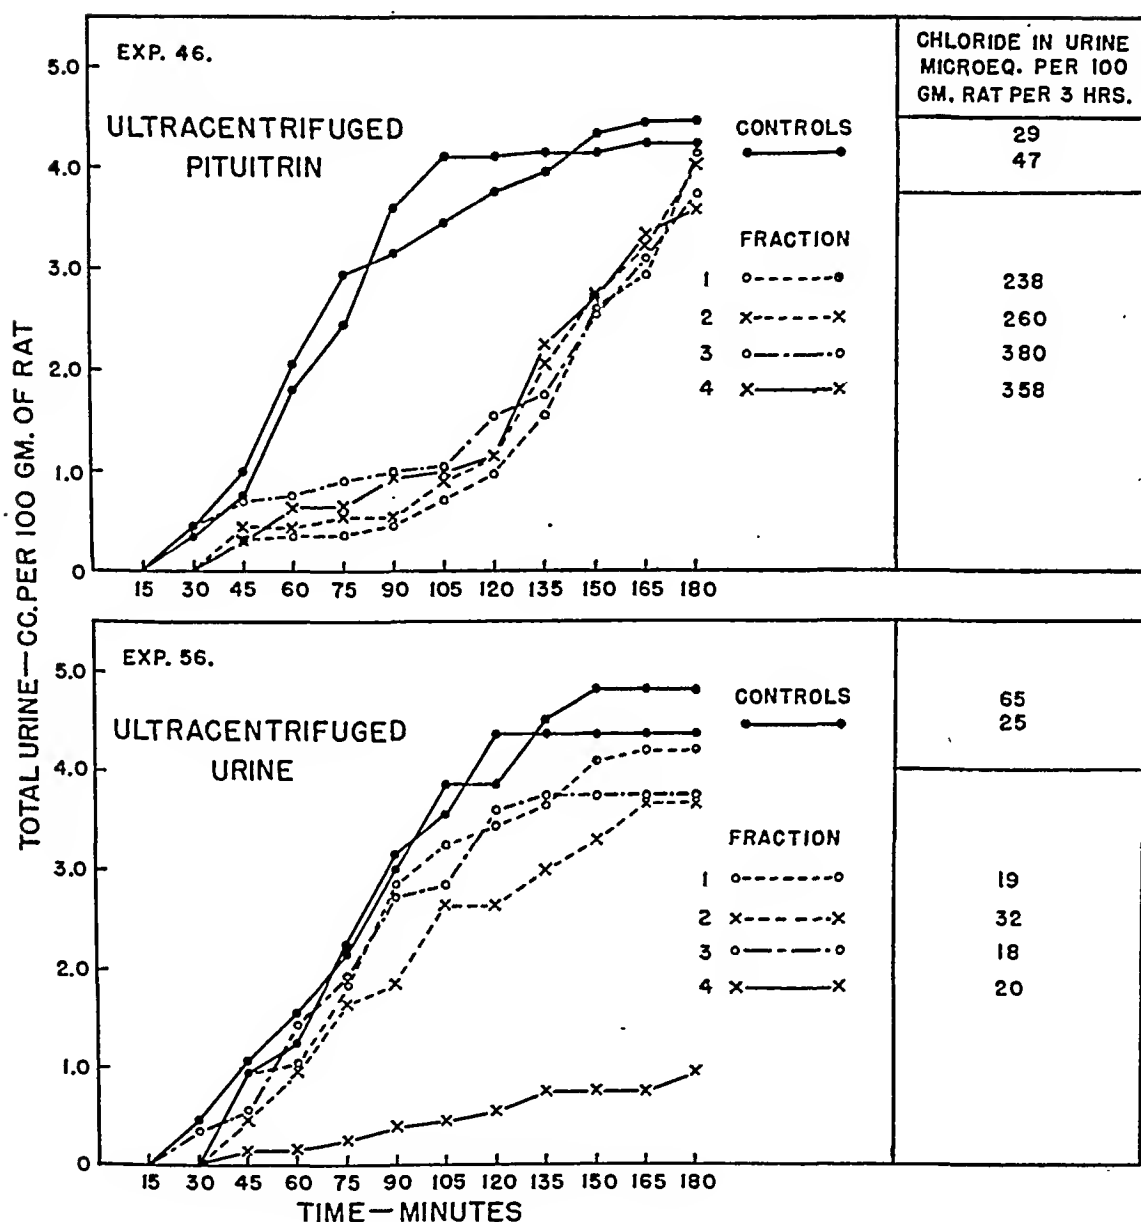 EXP. 46.
ULTRACENTRIFUGED
PITUITRIN
CHLORIDE IN URINE
MICROEQ. PER 100
GM. RAT PER 3 HRS.
CONTROLS
29
47
FRACTION
1 238
2 260
3 380
4 358
5.0
4.0
3.0
2.0
1.0
0
15 30 45 60 75 90 105 120 135 150 165 180
TOTAL URINE—CC. PER 100 GM. OF RAT
EXP. 56.
ULTRACENTRIFUGED
URINE
CONTROLS
65
25
FRACTION
1 19
2 32
3 18
4 20
5.0
4.0
3.0
2.0
1.0
0
15 30 45 60 75 90 105 120 135 150 165 180
TIME—MINUTES